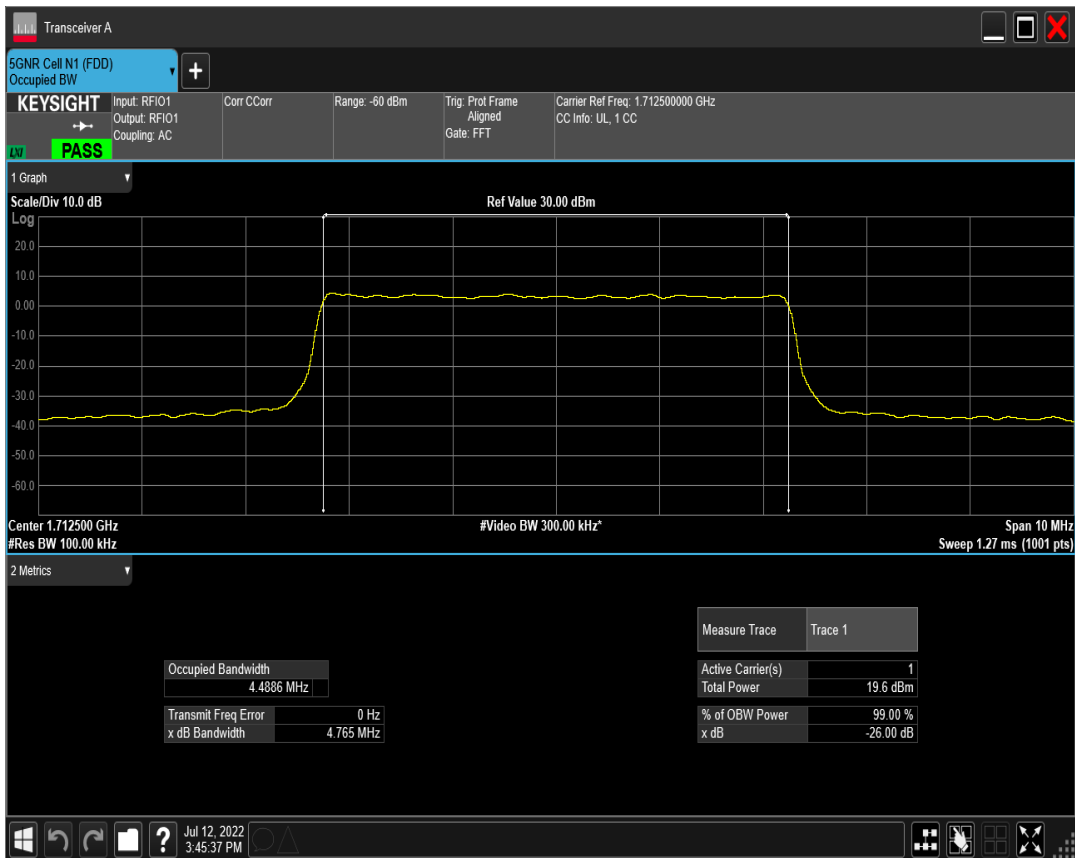 Transceiver A
5GNR Cell N1 (FDD)
Occupied BW
KEYSIGHT
LXI
PASS
Input: RFIO1
Output: RFIO1
Coupling: AC
Corr CCorr
Range: -60 dBm
Trig: Prot Frame
Aligned
Gate: FFT
Carrier Ref Freq: 1.712500000 GHz
CC Info: UL, 1 CC
1 Graph
Scale/Div 10.0 dB
Ref Value 30.00 dBm
Log
20.0
10.0
0.00
-10.0
-20.0
-30.0
-40.0
-50.0
-60.0
Center 1.712500 GHz
#Video BW 300.00 kHz*
Span 10 MHz
#Res BW 100.00 kHz
Sweep 1.27 ms (1001 pts)
2 Metrics
Measure Trace Trace 1
Occupied Bandwidth
4.4886 MHz
Active Carrier(s) 1
Total Power 19.6 dBm
Transmit Freq Error 0 Hz
x dB Bandwidth 4.765 MHz
% of OBW Power 99.00 %
x dB -26.00 dB
?
Jul 12, 2022
3:45:37 PM